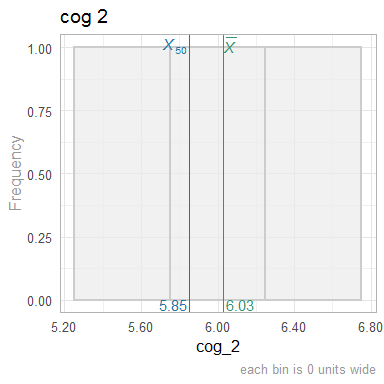 cog 2
1.00
0.75
0.50
0.25
0.00
Frequency
X50
X̅
5.85
6.03
5.20 5.60 6.00 6.40 6.80
cog_2
each bin is 0 units wide